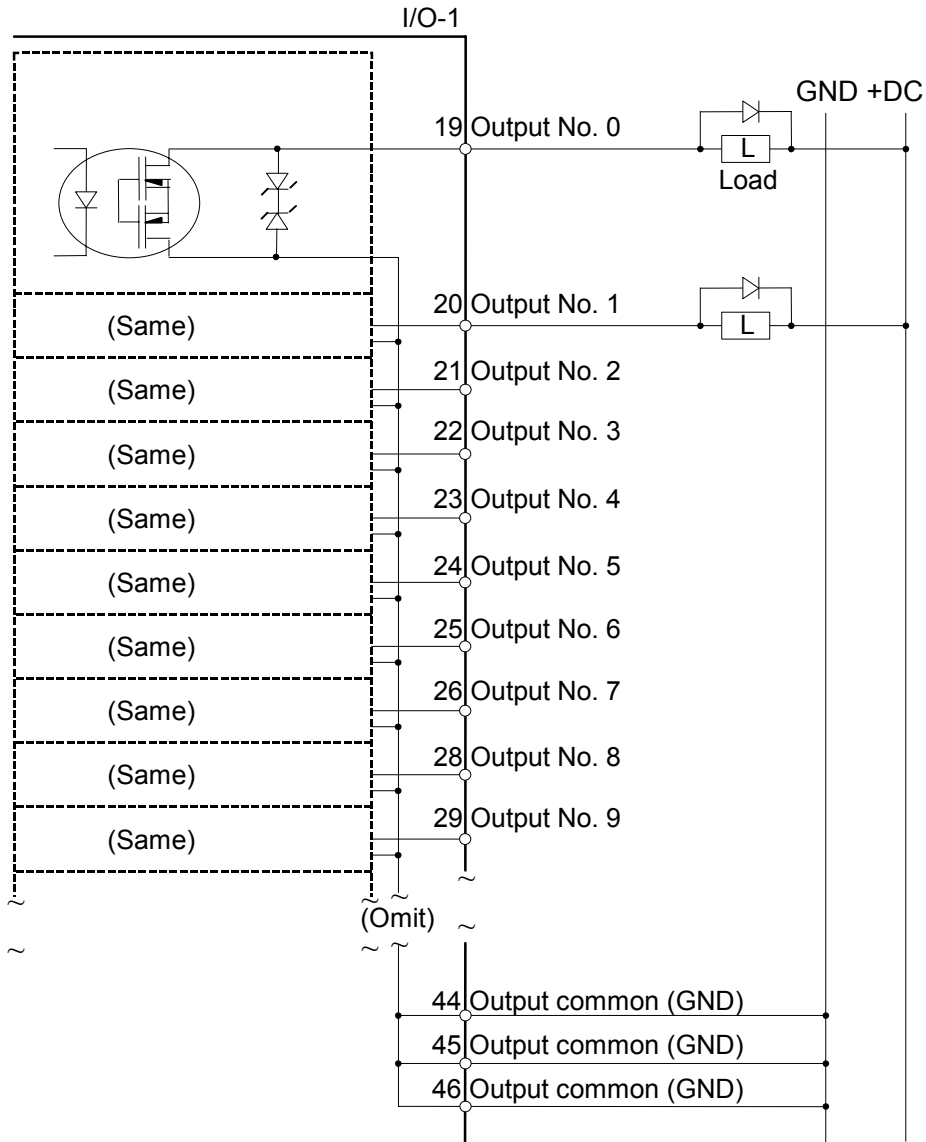 I/O-1
GND +DC
19 Output No. 0
L
Load
20 Output No. 1
L
(Same)
21 Output No. 2
(Same)
22 Output No. 3
(Same)
23 Output No. 4
(Same)
24 Output No. 5
(Same)
25 Output No. 6
(Same)
26 Output No. 7
(Same)
28 Output No. 8
(Same)
29 Output No. 9
(Same)
(Omit)
44 Output common (GND)
45 Output common (GND)
46 Output common (GND)